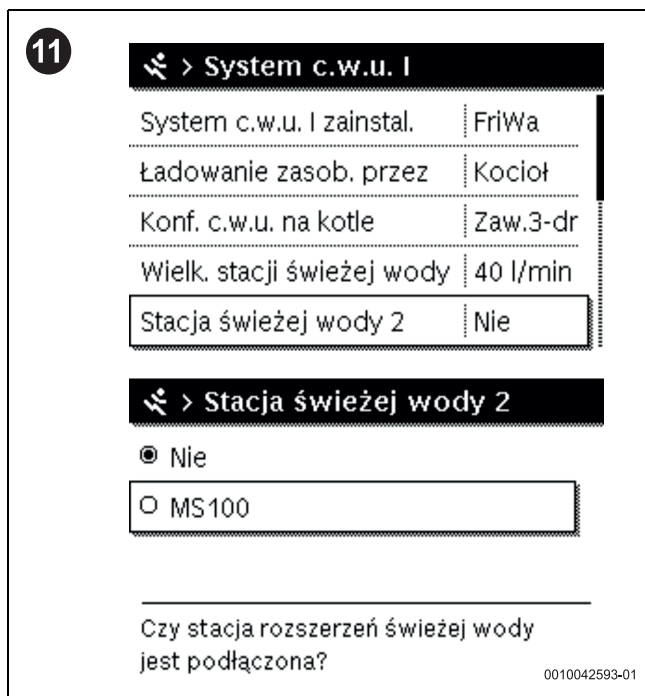 11
> System c.w.u. I
System c.w.u. I zainstal. FriWa
Ładowanie zasob. przez Kocioł
Konf. c.w.u. na kotle Zaw.3-dr
Wielk. stacji świeżej wody 40 l/min
Stacja świeżej wody 2 Nie
> Stacja świeżej wody 2
Nie
MS100
Czy stacja rozszerzeń świeżej wody
jest podłączona?
0010042593-01